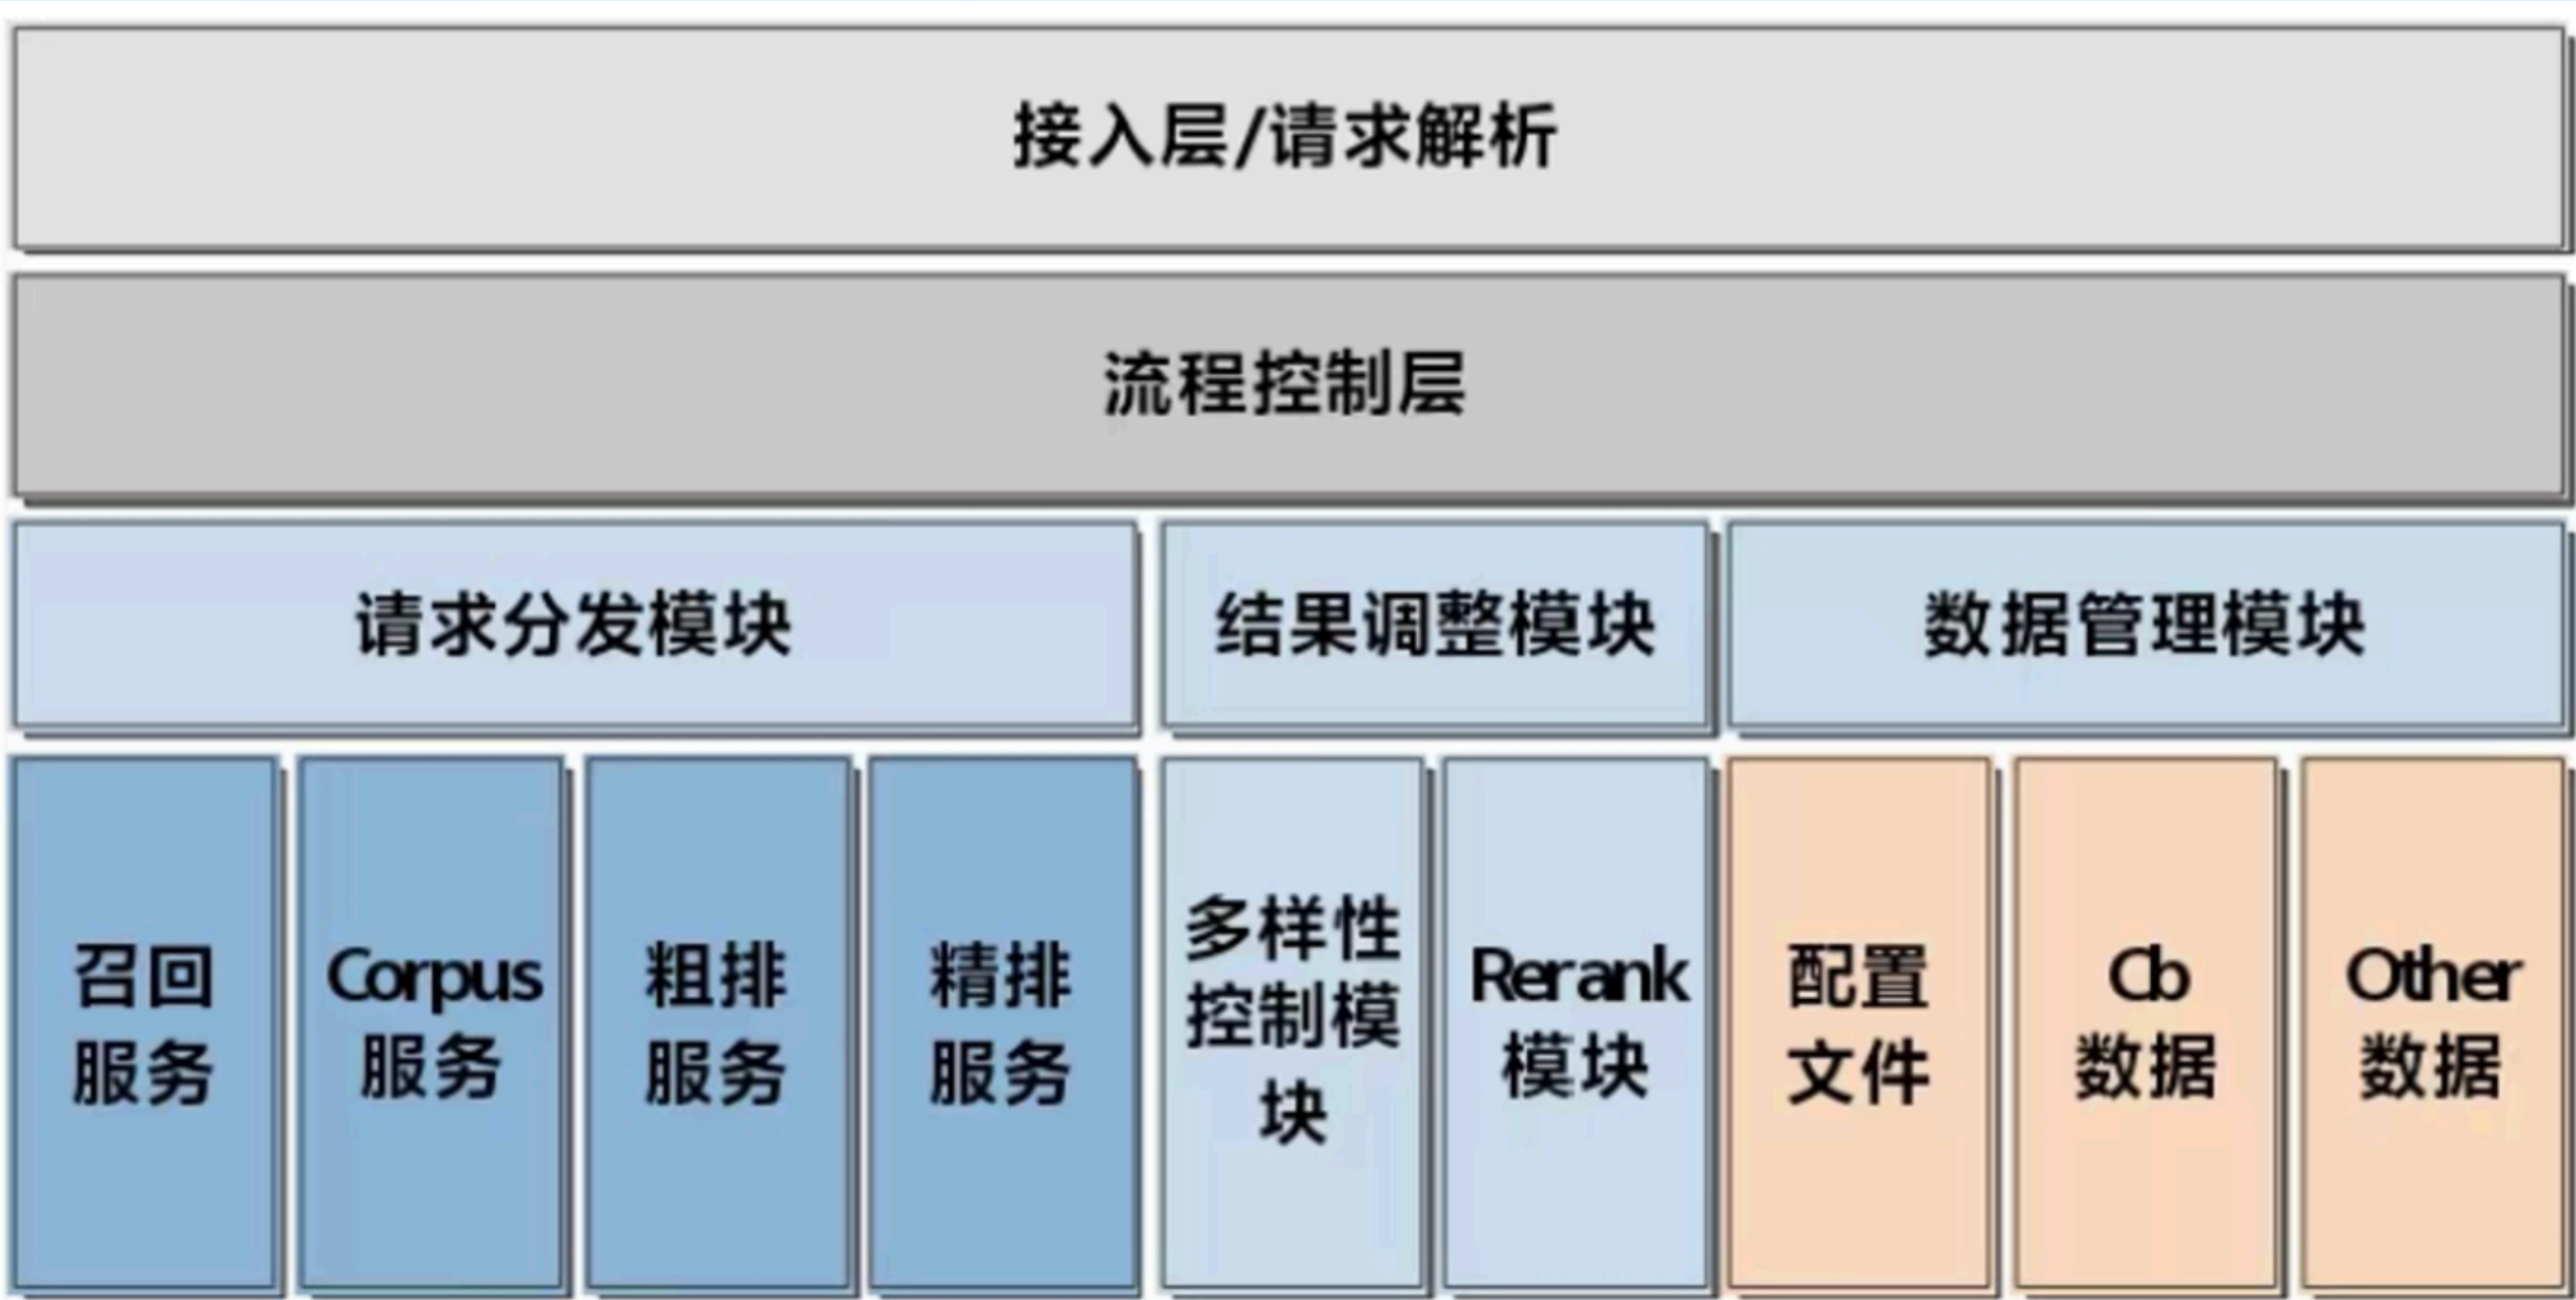 接入层/请求解析
流程控制层
请求分发模块
结果调整模块
数据管理模块
召回
服务
Corpus
服务
粗排
服务
精排
服务
多样性
控制模
块
Rerank
模块
配置
文件
Cb
数据
Other
数据